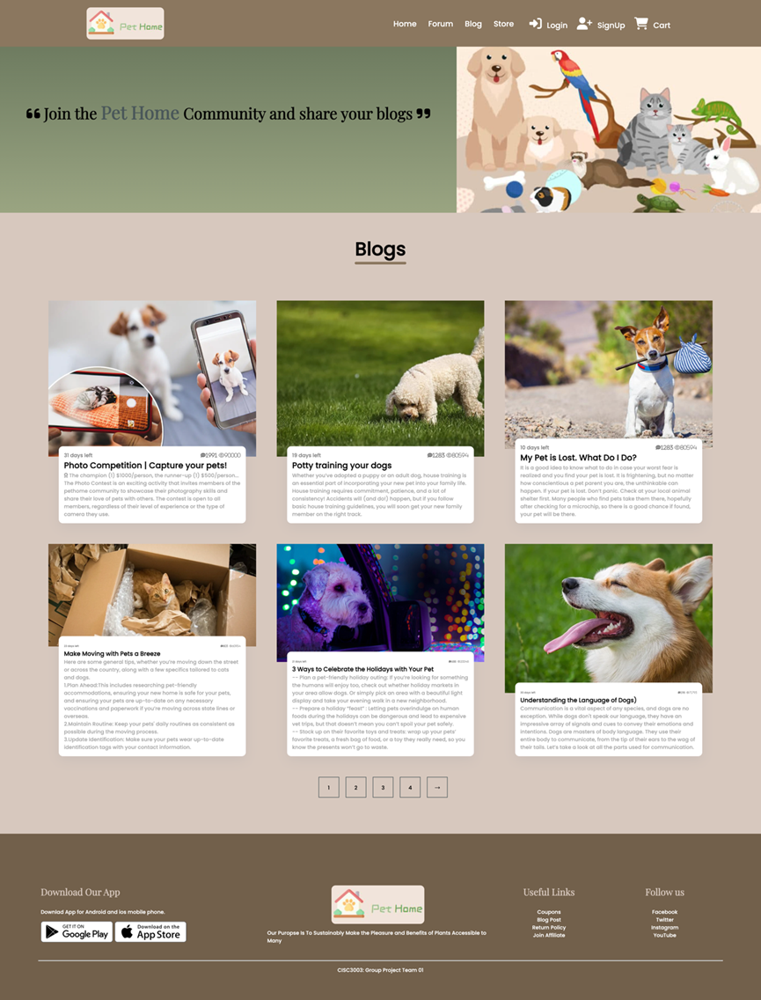 Pet Home
Home Forum Blog Store Login SignUp Cart
❝ Join the Pet Home Community and share your blogs ❞
Blogs
31 days left 1991 90000
Photo Competition | Capture your pets!
The champion (1) $1000/person, the runner-up (1) $500/person...
The Photo Contest is an exciting activity that invites members of the
pethome community to showcase their photography skills and
share their love of pets with others. The contest is open to all
members, regardless of their level of experience or the type of
camera they use.
19 days left 1283 80594
Potty training your dogs
Whether you've adopted a puppy or an adult dog, house training is
an essential part of incorporating your new pet into your family life.
House training requires commitment, patience, and a lot of
consistency! Accidents will (and do!) happen, but if you follow
basic house training guidelines, you will soon get your new family
member on the right track.
10 days left 1283 80594
My Pet is Lost. What Do I Do?
It is a good idea to know what to do in case your worst fear is
realized and you find your pet is lost. It is frightening, but no matter
how conscientious a pet parent you are, the unthinkable can
happen. If your pet is lost, Don't panic. Check at your local animal
shelter first. Many people who find pets take them there, hopefully
after checking for a microchip, so there is a good chance if found,
your pet will be there.
Make Moving with Pets a Breeze
Here are some general tips, whether you're moving down the street
or across the country, along with a few specifics tailored to cats
and dogs.
1.Plan Ahead:This includes researching pet-friendly
accommodations, ensuring your new home is safe for your pets,
and ensuring your pets are up-to-date on any necessary
vaccinations and paperwork if you're moving across state lines or
overseas.
2.Maintain Routine: Keep your pets' daily routines as consistent as
possible during the moving process.
3.Update Identification: Make sure your pets wear up-to-date
identification tags with your contact information.
3 Ways to Celebrate the Holidays with Your Pet
-- Plan a pet-friendly holiday outing: If you're looking for something
the humans will enjoy too, check out whether holiday markets in
your area allow dogs. Or simply pick an area with a beautiful light
display and take your evening walk in a new neighborhood.
-- Prepare a holiday "feast" : Letting pets overindulge on human
foods during the holidays can be dangerous and lead to expensive
vet trips, but that doesn't mean you can't spoil your pet safely.
-- Stock up on their favorite toys and treats: wrap up your pets'
favorite treats, a fresh bag of food, or a toy they really need, so you
know the presents won't go to waste.
Understanding the Language of Dogs)
Communication is a vital aspect of any species, and dogs are no
exception. While dogs don't speak our language, they have an
impressive array of signals and cues to convey their emotions and
intentions. Dogs are masters of body language. They use their
entire body to communicate, from the tip of their ears to the wag of
their tails. Let's take a look at all the parts used for communication.
1 2 3 4 →
Download Our App
Downlad App for Android and ios mobile phone.
GET IT ON
Google Play
Download on the
App Store
Pet Home
Our Puropse Is To Sustainably Make the Pleasure and Benefits of Plants Accessible to
Many
Useful Links
Coupons
Blog Post
Return Policy
Join Affiliate
Follow us
Facebook
Twitter
Instagram
YouTube
CISC3003: Group Project Team 01